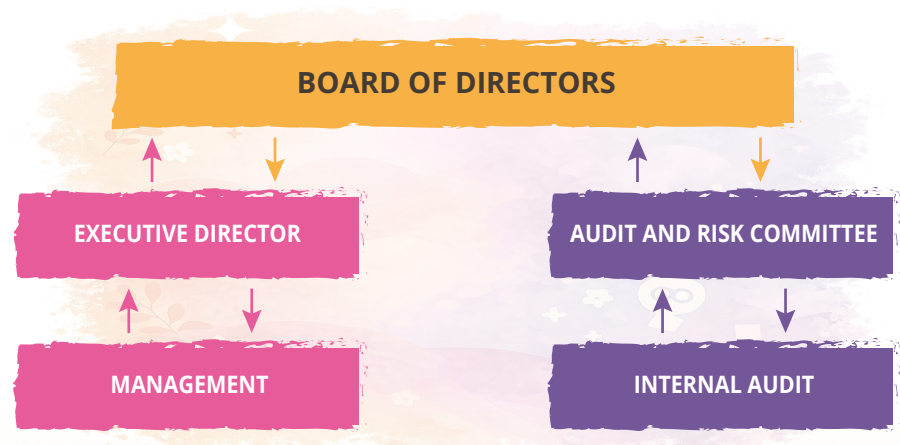 BOARD OF DIRECTORS
EXECUTIVE DIRECTOR
AUDIT AND RISK COMMITTEE
MANAGEMENT
INTERNAL AUDIT